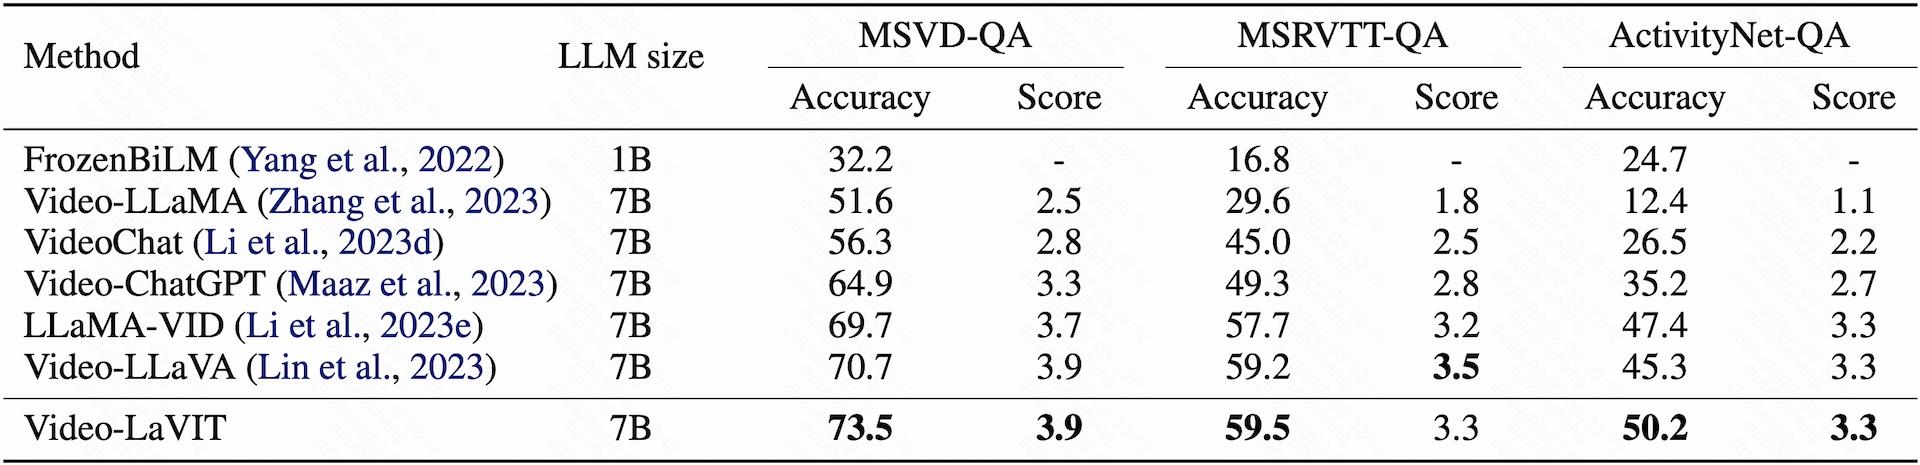 Method LLM size MSVD-QA MSRVTT-QA ActivityNet-QA
Accuracy Score Accuracy Score Accuracy Score
FrozenBiLM (Yang et al., 2022) 1B 32.2 - 16.8 - 24.7 -
Video-LLaMA (Zhang et al., 2023) 7B 51.6 2.5 29.6 1.8 12.4 1.1
VideoChat (Li et al., 2023d) 7B 56.3 2.8 45.0 2.5 26.5 2.2
Video-ChatGPT (Maaz et al., 2023) 7B 64.9 3.3 49.3 2.8 35.2 2.7
LLaMA-VID (Li et al., 2023e) 7B 69.7 3.7 57.7 3.2 47.4 3.3
Video-LLaVA (Lin et al., 2023) 7B 70.7 3.9 59.2 3.5 45.3 3.3
Video-LaVIT 7B 73.5 3.9 59.5 3.3 50.2 3.3